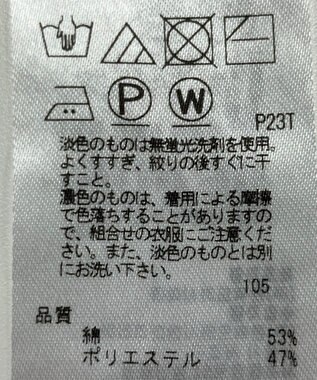 P
W
P23T
淡色のものは無蛍光洗剤を使用。
よくすすぎ、絞りの後すぐに干
すこと。
濃色のものは、着用による摩擦
で色落ちすることがありますの
で、組合せの衣服にご注意くだ
さい。また、淡色のものとは別
にお洗い下さい。
105
品質
綿 53%
ポリエステル 47%